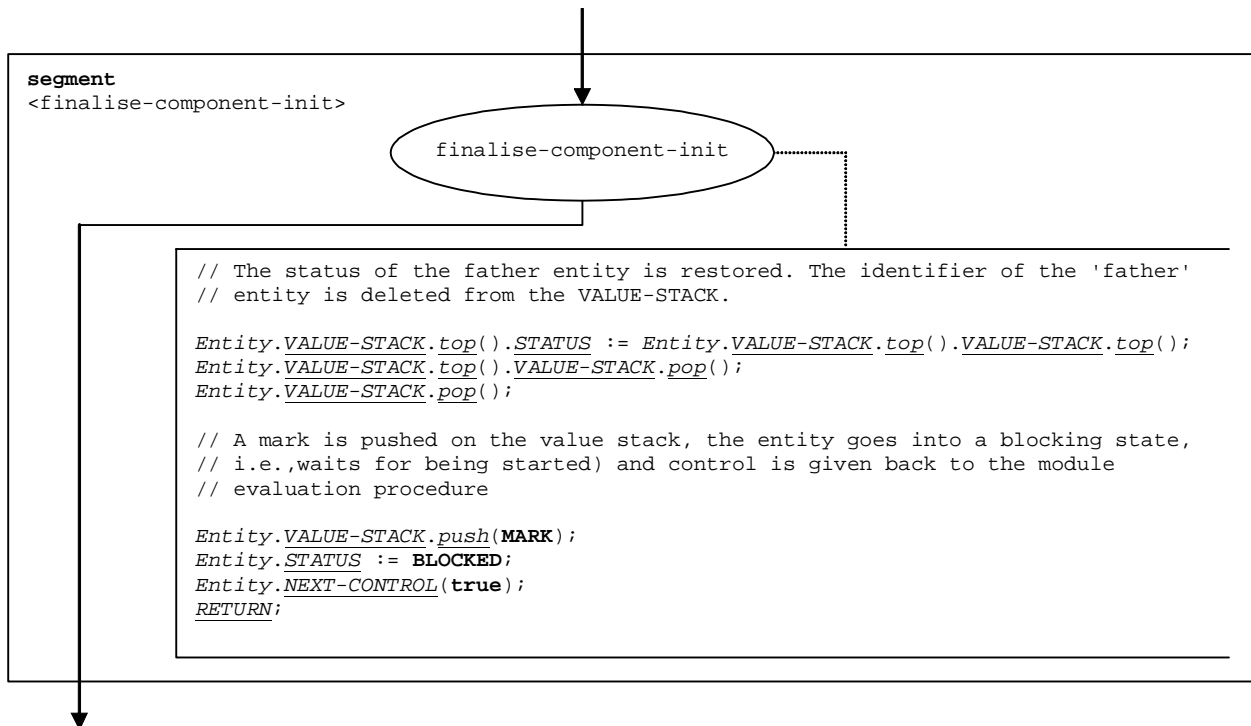 segment
<finalise-component-init>
finalise-component-init
// The status of the father entity is restored. The identifier of the 'father'
// entity is deleted from the VALUE-STACK.
Entity.VALUE-STACK.top().STATUS := Entity.VALUE-STACK.top().VALUE-STACK.top();
Entity.VALUE-STACK.top().VALUE-STACK.pop();
Entity.VALUE-STACK.pop();
// A mark is pushed on the value stack, the entity goes into a blocking state,
// i.e.,waits for being started) and control is given back to the module
// evaluation procedure
Entity.VALUE-STACK.push(MARK);
Entity.STATUS := BLOCKED;
Entity.NEXT-CONTROL(true);
RETURN;